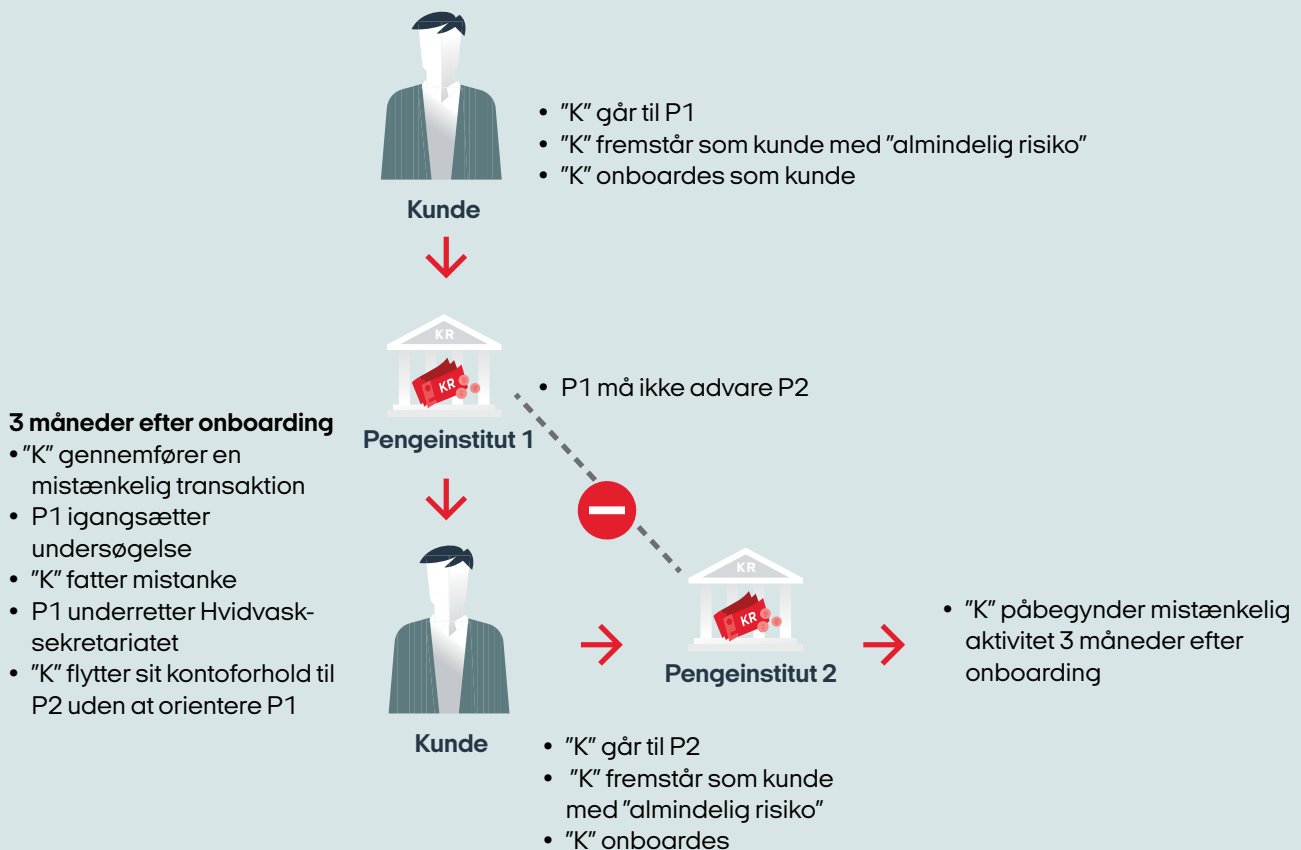 • "K" går til P1
• "K" fremstår som kunde med "almindelig risiko"
• "K" onboardes som kunde
Kunde
KR
KR
• P1 må ikke advare P2
Pengeinstitut 1
3 måneder efter onboarding
• "K" gennemfører en
mistænkelig transaktion
• P1 igangsætter
undersøgelse
• "K" fatter mistanke
• P1 underretter Hvidvask-
sekretariatet
• "K" flytter sit kontoforhold til
P2 uden at orientere P1
Kunde
KR
KR
Pengeinstitut 2
• "K" påbegynder mistænkelig
aktivitet 3 måneder efter
onboarding
• "K" går til P2
• "K" fremstår som kunde
med "almindelig risiko"
• "K" onboardes